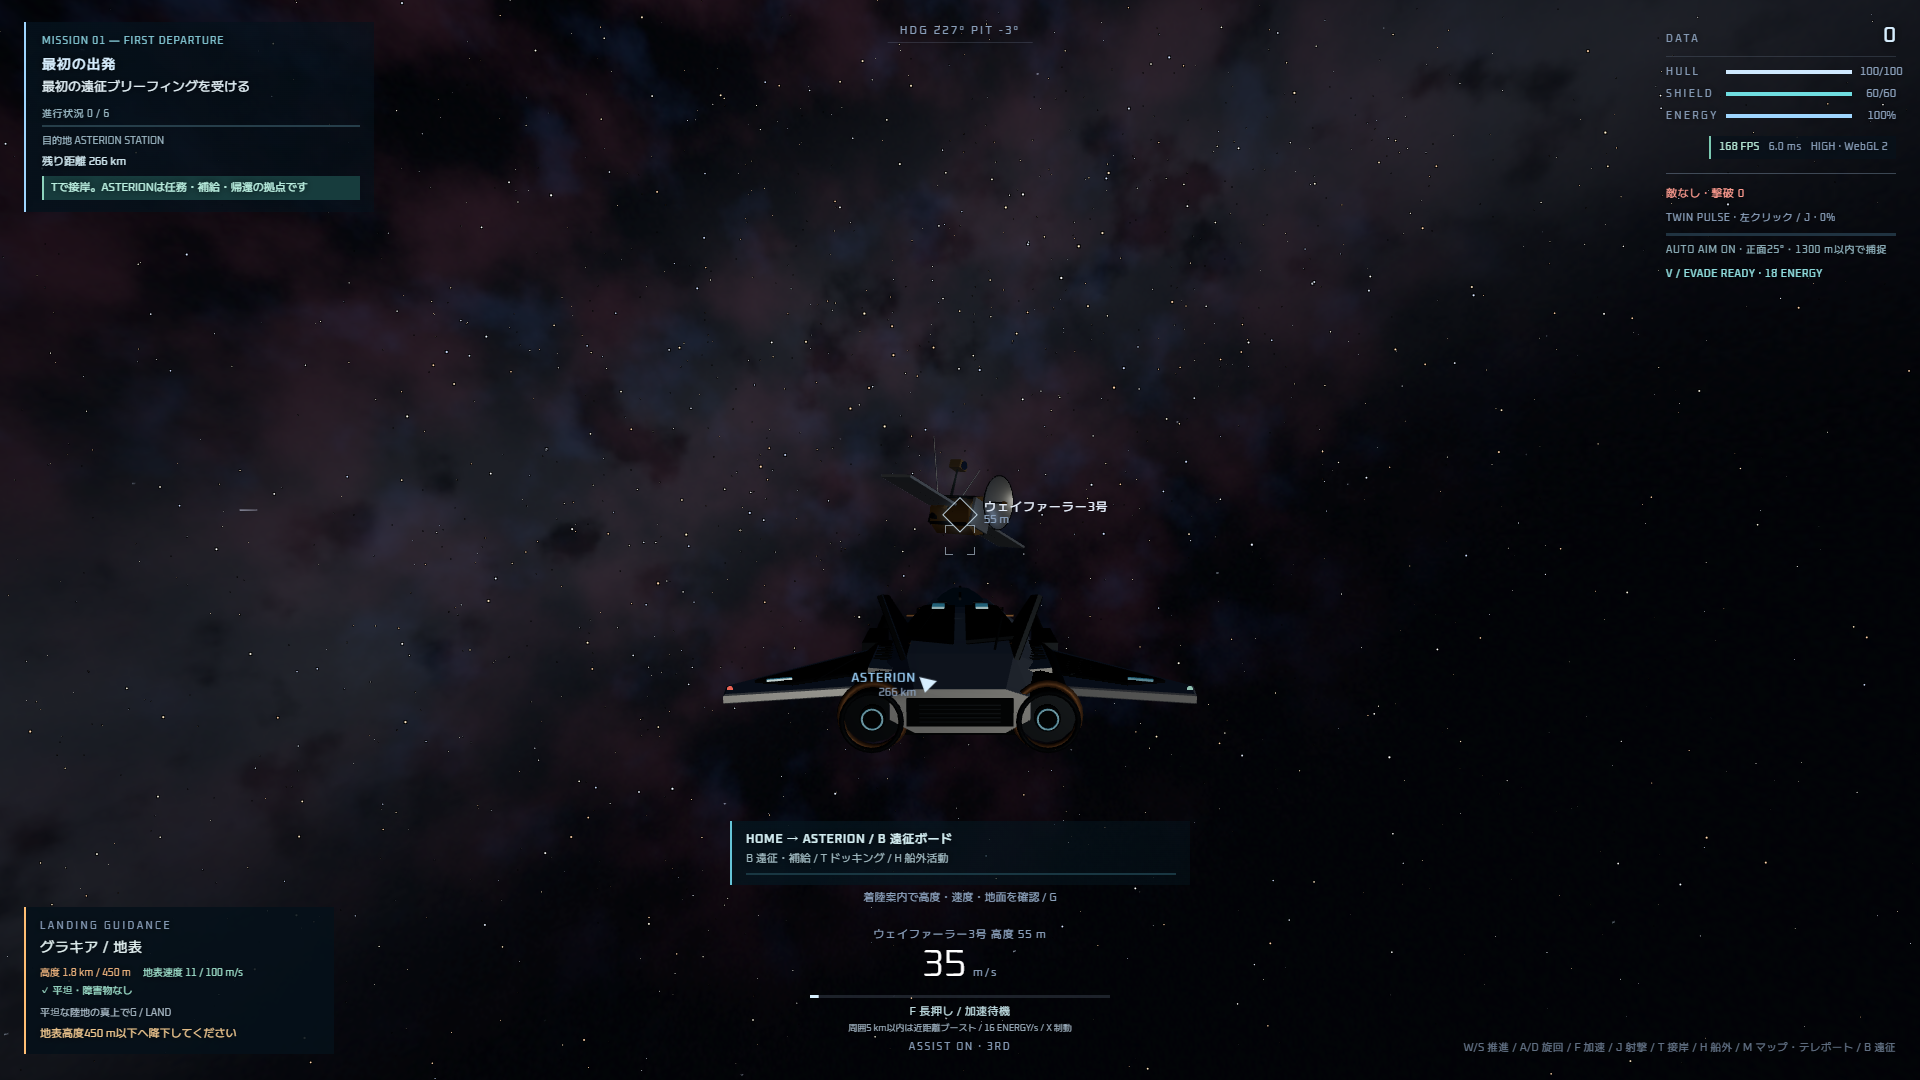 MISSION 01 — FIRST DEPARTURE
最初の出発
最初の遠征ブリーフィングを受ける
進行状況 0 / 6
目的地 ASTERION STATION
残り距離 266 km
Tで接岸。ASTERIONは任務・補給・帰還の拠点です
HDG 227° PIT -3°
DATA 0
HULL 100/100
SHIELD 60/60
ENERGY 100%
168 FPS 6.0 ms HIGH · WebGL 2
敵なし · 撃破 0
TWIN PULSE · 左クリック / J · 0%
AUTO AIM ON · 正面25° · 1300 m以内で捕捉
V / EVADE READY · 18 ENERGY
ウェイファーラー3号
55 m
ASTERION
266 km
HOME → ASTERION / B 遠征ボード
B 遠征・補給 / T ドッキング / H 船外活動
着陸案内で高度・速度・地面を確認 / G
ウェイファーラー3号 高度 55 m
35 m/s
F 長押し / 加速待機
周囲5 km以内は近距離ブースト / 16 ENERGY/s / X 制動
ASSIST ON · 3RD
LANDING GUIDANCE
グラキア / 地表
高度 1.8 km / 450 m 地表速度 11 / 100 m/s
✓ 平坦・障害物なし
平坦な陸地の真上でG / LAND
地表高度450 m以下へ降下してください
W/S 推進 / A/D 旋回 / F 加速 / J 射撃 / T 接岸 / H 船外 / M マップ・テレポート / B 遠征